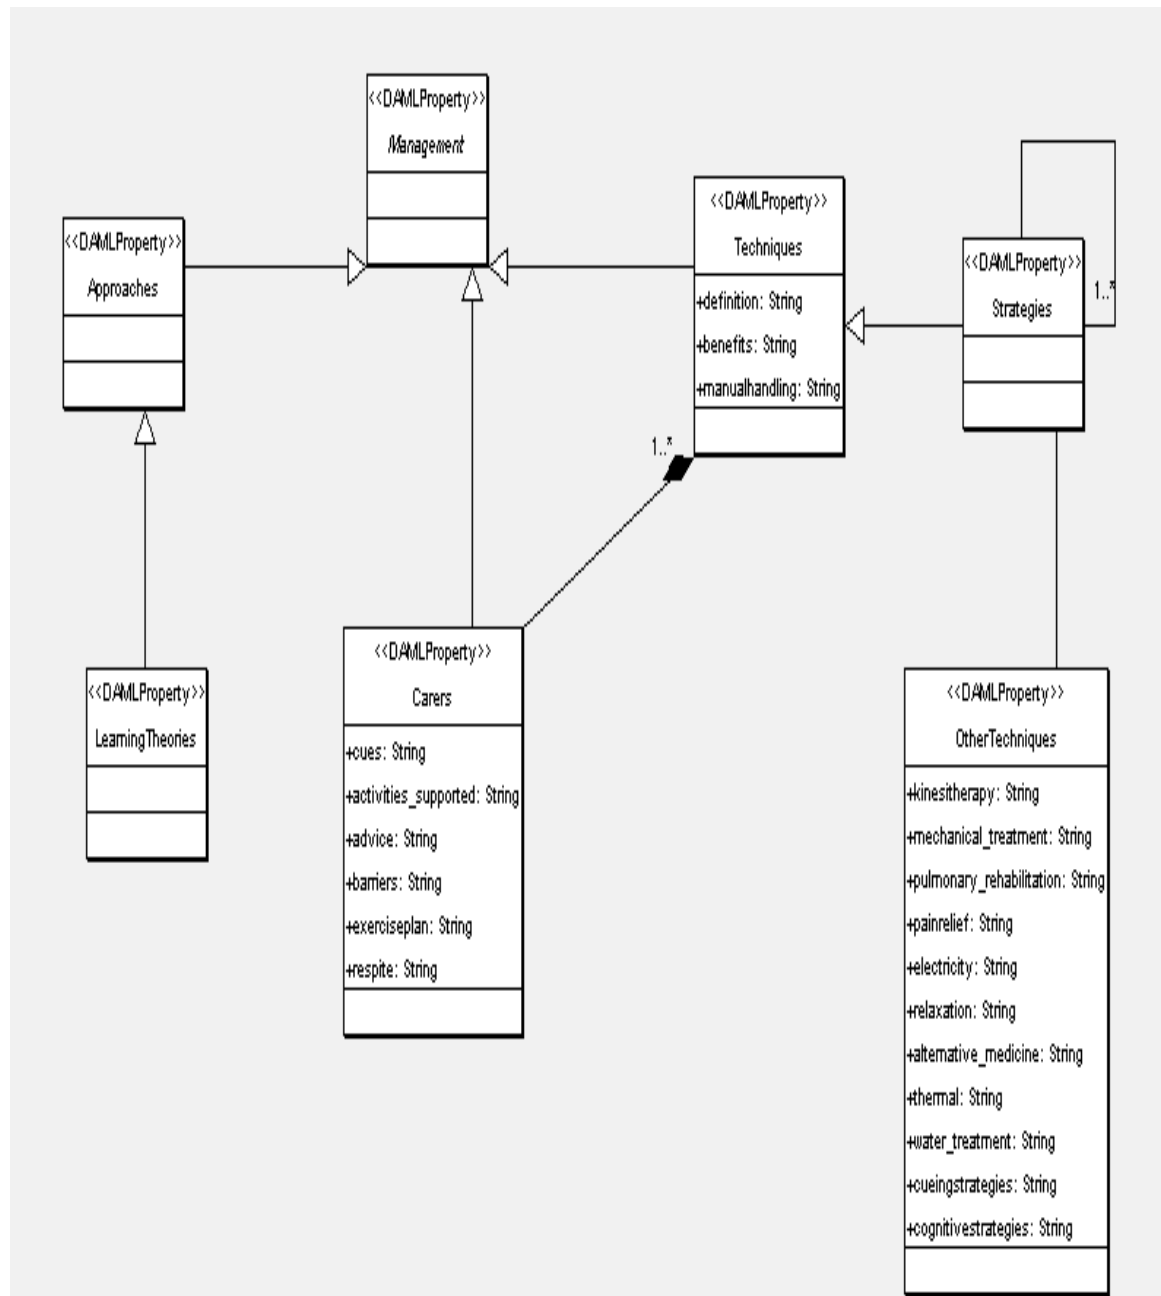 <<DAMLProperty>>
Management
<<DAMLProperty>>
Techniques
+definition: String
+benefits: String
+manualhandling: String
<<DAMLProperty>>
Approaches
<<DAMLProperty>>
Strategies
1..*
1..*
<<DAMLProperty>>
Carers
+cues: String
+activities_supported: String
+advice: String
+barriers: String
+exerciseplan: String
+respite: String
<<DAMLProperty>>
LearningTheories
<<DAMLProperty>>
OtherTechniques
+kinesitherapy: String
+mechanical_treatment: String
+pulmonary_rehabilitation: String
+painrelief: String
+electricity: String
+relaxation: String
+alternative_medicine: String
+thermal: String
+water_treatment: String
+cueingstrategies: String
+cognitivestrategies: String